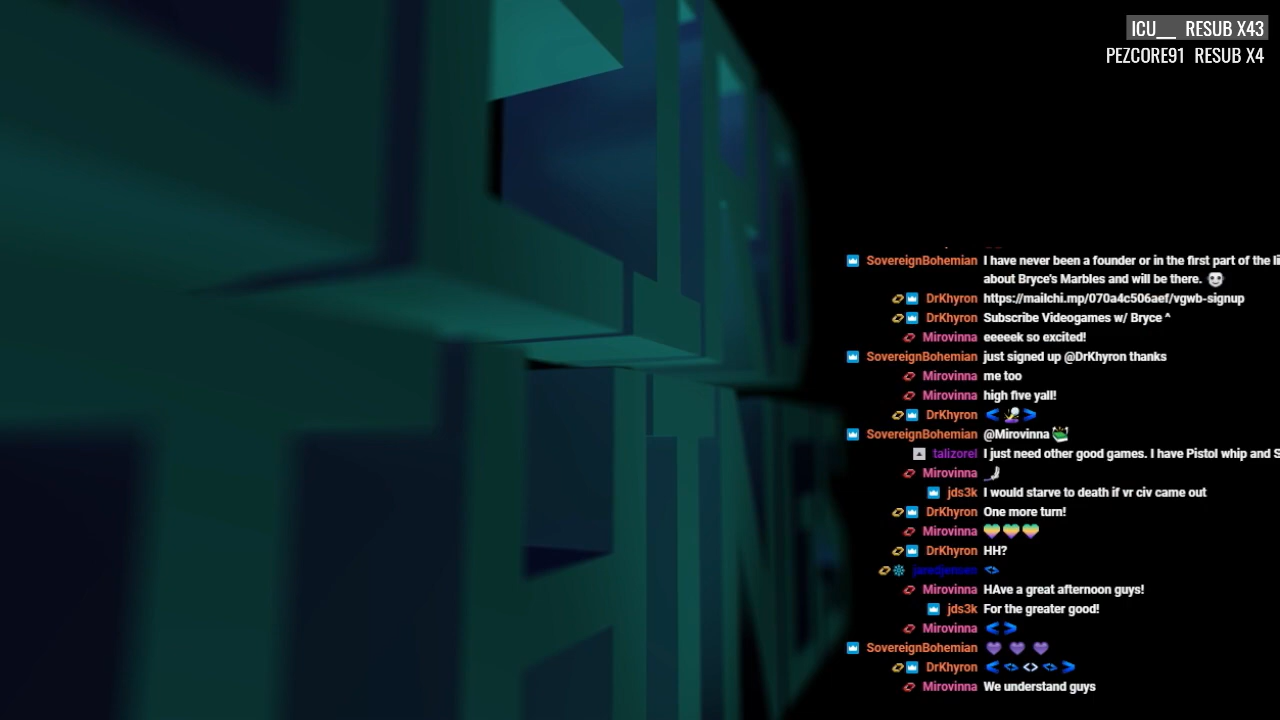 ICU__ RESUB X43
PEZCORE91 RESUB X4
SovereignBohemian I have never been a founder or in the first part of the
about Bryce's Marbles and will be there.
DrKhyron https://mailchi.mp/070a4c506aef/vgwb-signup
DrKhyron Subscribe Videogames w/ Bryce ^
Mirovinna eeeeek so excited!
SovereignBohemian just signed up @DrKhyron thanks
Mirovinna me too
Mirovinna high five yall!
DrKhyron
SovereignBohemian @Mirovinna
talizorel I just need other good games. I have Pistol whip and S
Mirovinna
jds3k I would starve to death if vr civ came out
DrKhyron One more turn!
Mirovinna
DrKhyron HH?
jaredjensen
Mirovinna HAve a great afternoon guys!
jds3k For the greater good!
Mirovinna
SovereignBohemian
DrKhyron
Mirovinna We understand guys